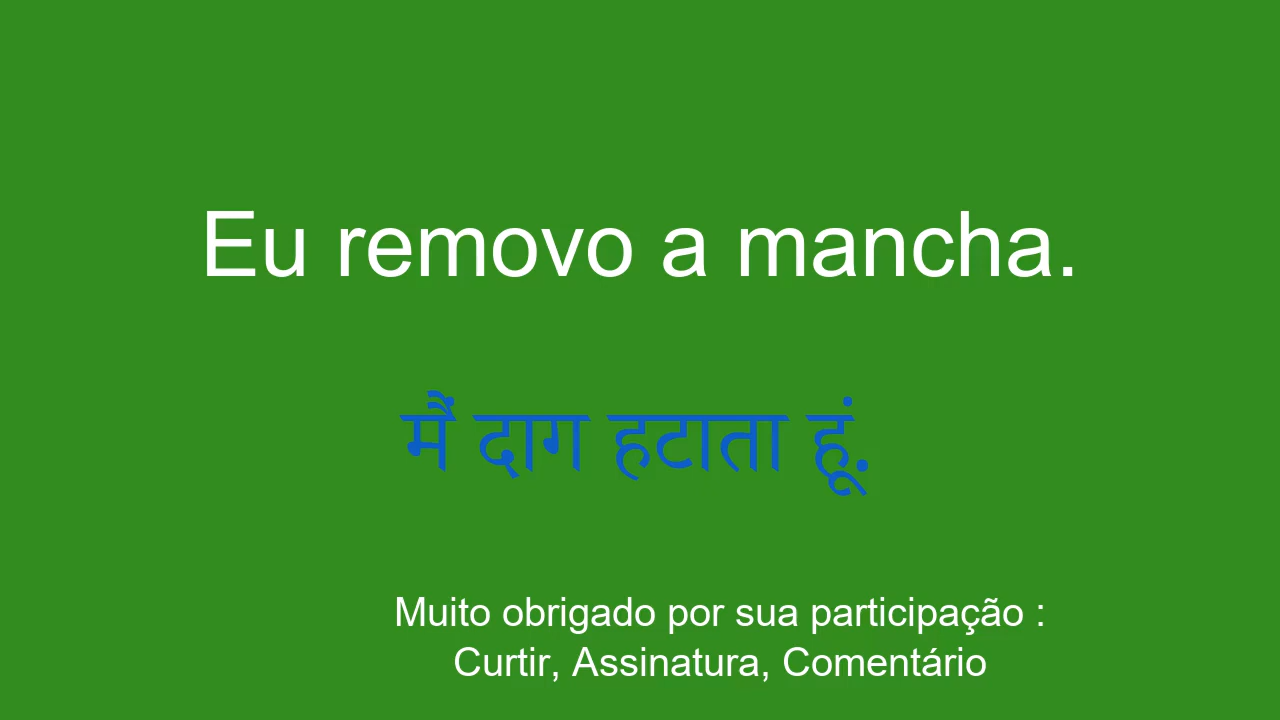 Eu removo a mancha.
मैं दाग हटाता हूं.
Muito obrigado por sua participação :
Curtir, Assinatura, Comentário